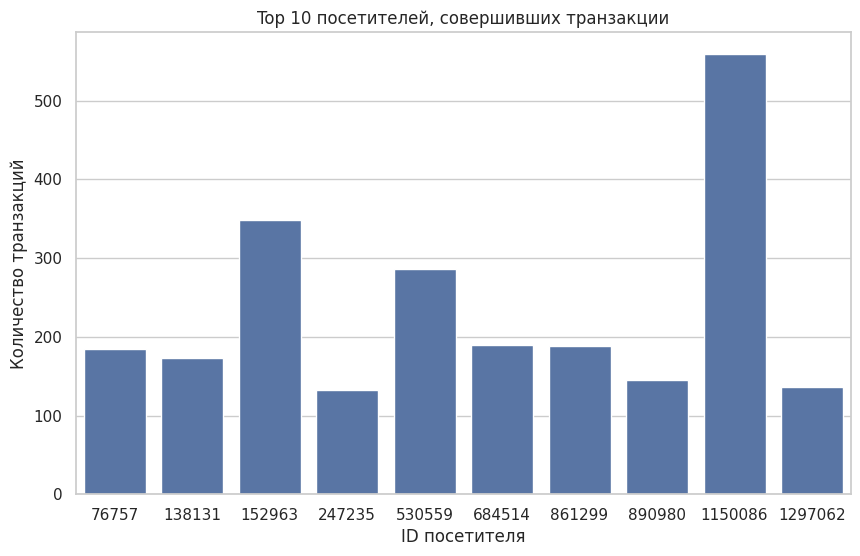 Top 10 посетителей, совершивших транзакции
Количество транзакций
500
400
300
200
100
0
76757 138131 152963 247235 530559 684514 861299 890980 1150086 1297062
ID посетителя